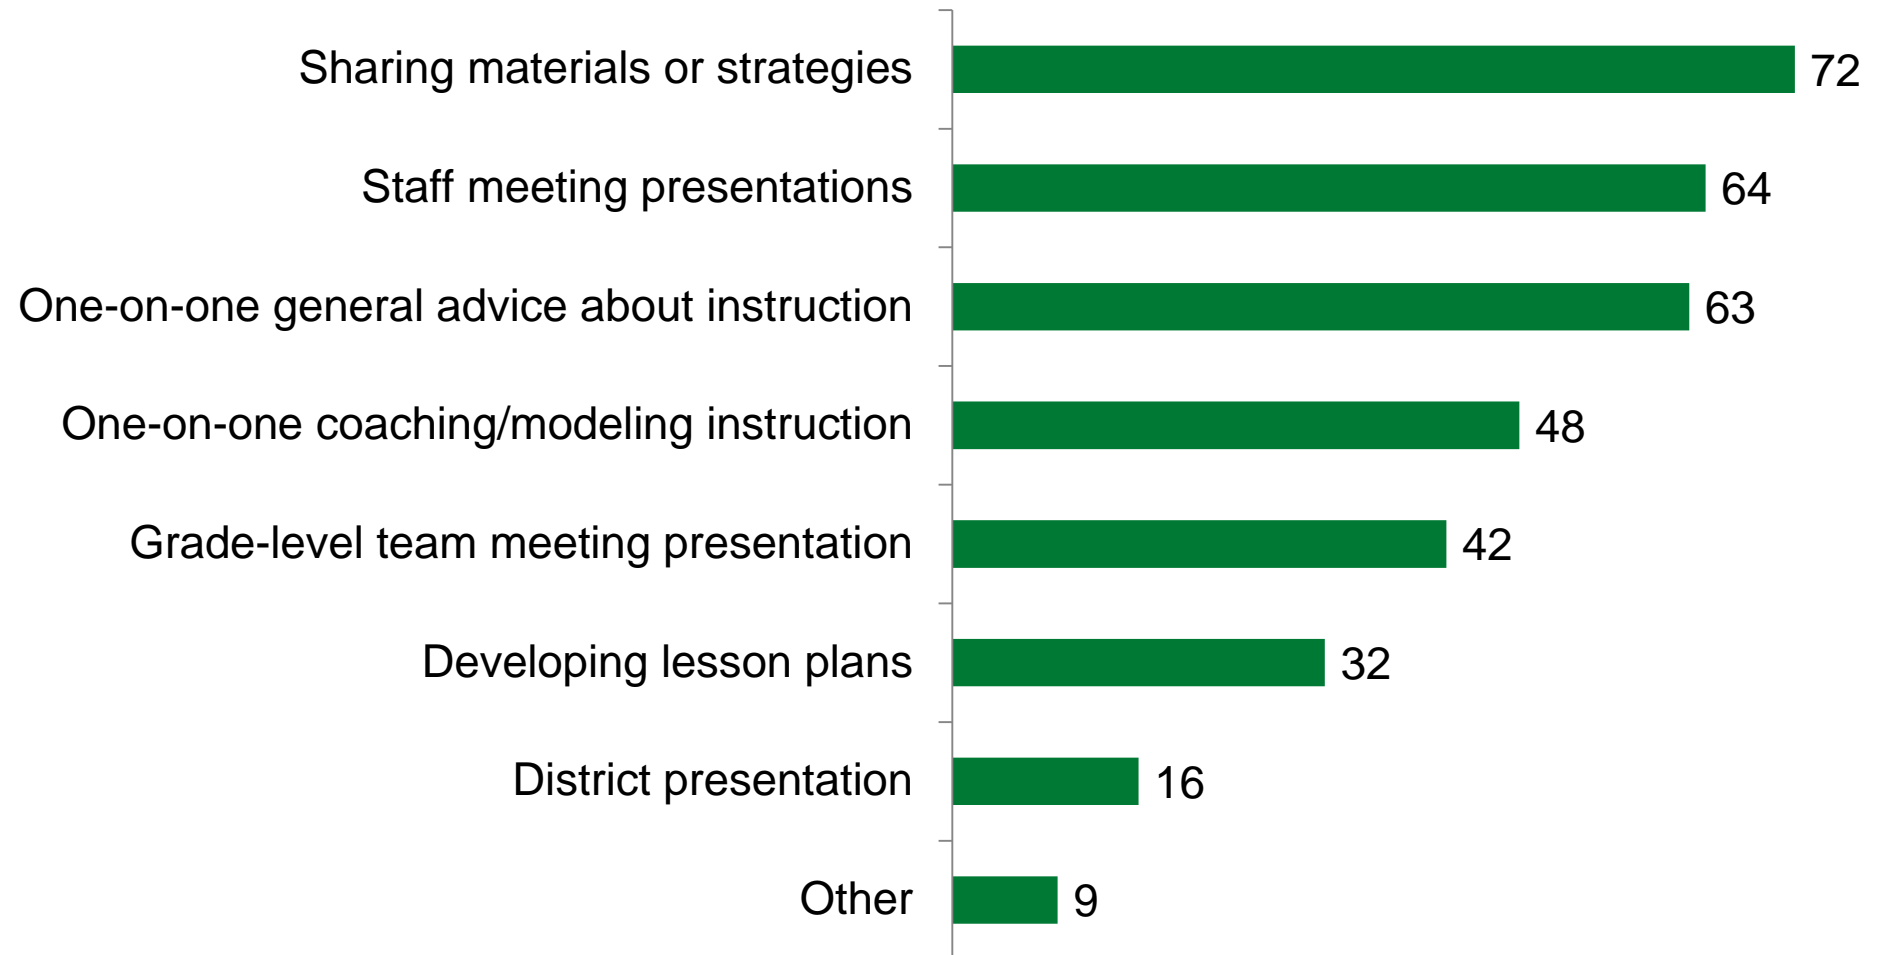 Sharing materials or strategies 72
Staff meeting presentations 64
One-on-one general advice about instruction 63
One-on-one coaching/modeling instruction 48
Grade-level team meeting presentation 42
Developing lesson plans 32
District presentation 16
Other 9